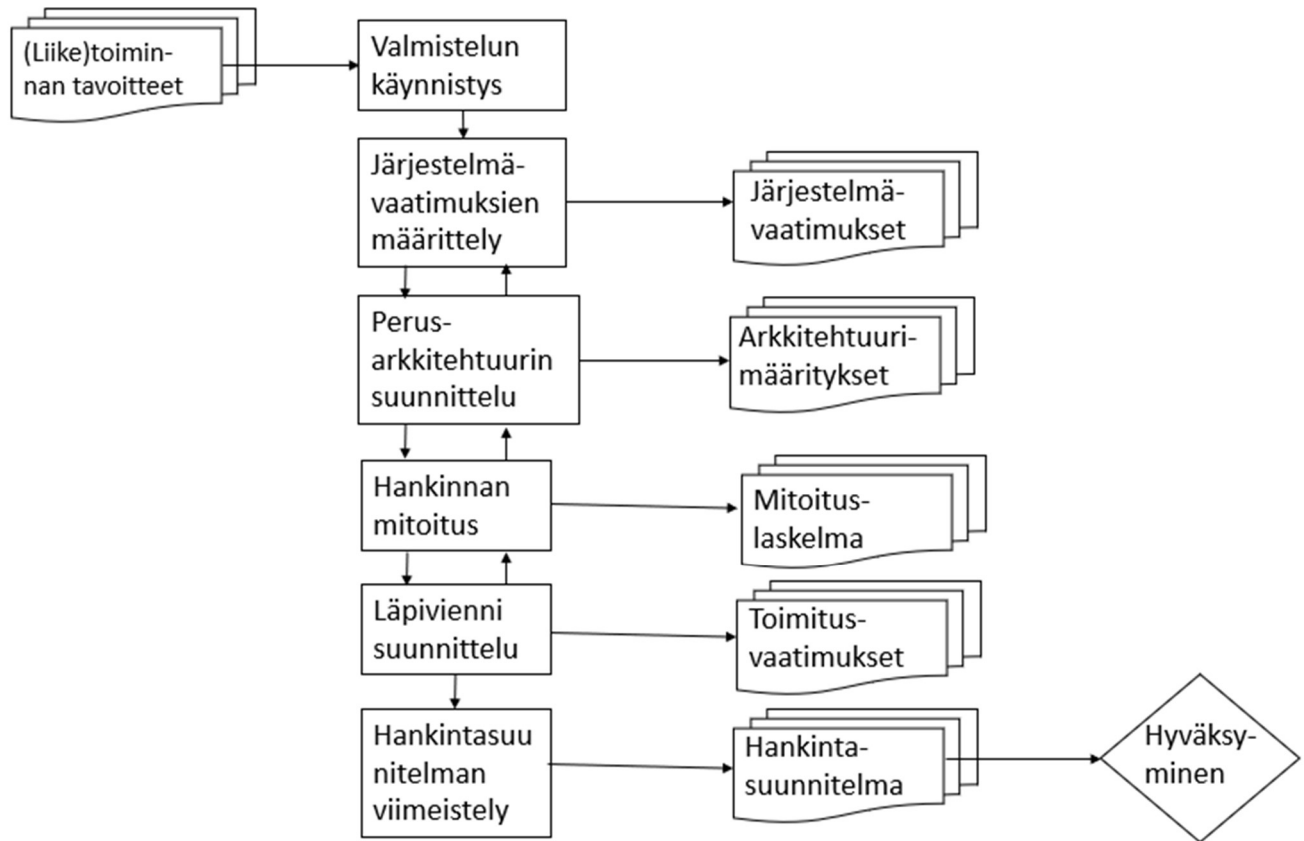 (Liike)toimin-
nan tavoitteet
Valmistelun
käynnistys
Järjestelmä-
vaatimuksien
määrittely
Järjestelmä-
vaatimukset
Perus-
arkkitehtuurin
suunnittelu
Arkkitehtuuri-
määritykset
Hankinnan
mitoitus
Mitoitus-
laskelma
Läpivienni
suunnittelu
Toimitus-
vaatimukset
Hankintasuu
nitelman
viimeistely
Hankinta-
suunnitelma
Hyväksy-
minen